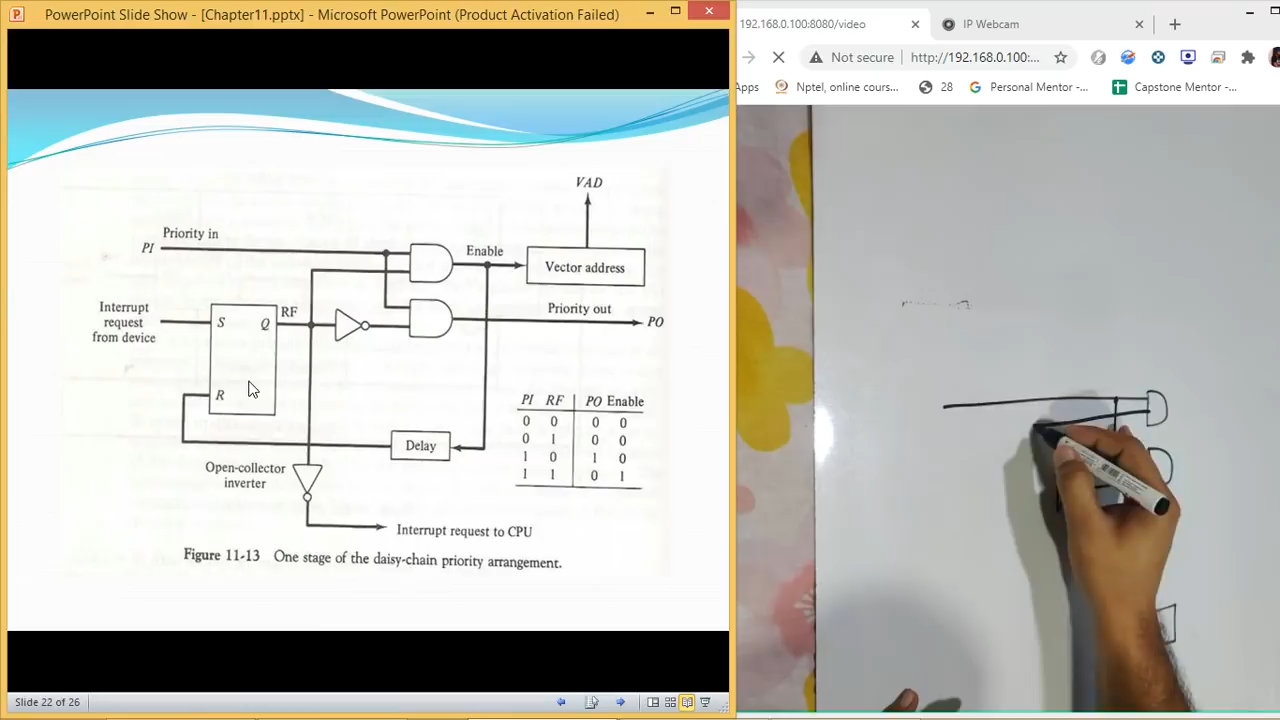 PowerPoint Slide Show - [Chapter11.pptx] - Microsoft PowerPoint (Product Activation Failed)
192.168.0.100:8080/video
IP Webcam
Not secure
http://192.168.0.100:...
Apps
Nptel, online cours...
28
Personal Mentor -...
Capstone Mentor -...
VAD
Priority in
PI
Enable
Vector address
Interrupt
request
from device
S
Q
RF
R
Priority out
PO
Delay
PI RF PO Enable
0 0 0 0
0 1 0 0
1 0 1 0
1 1 0 1
Open-collector
inverter
Interrupt request to CPU
Figure 11-13 One stage of the daisy-chain priority arrangement.
Slide 22 of 26